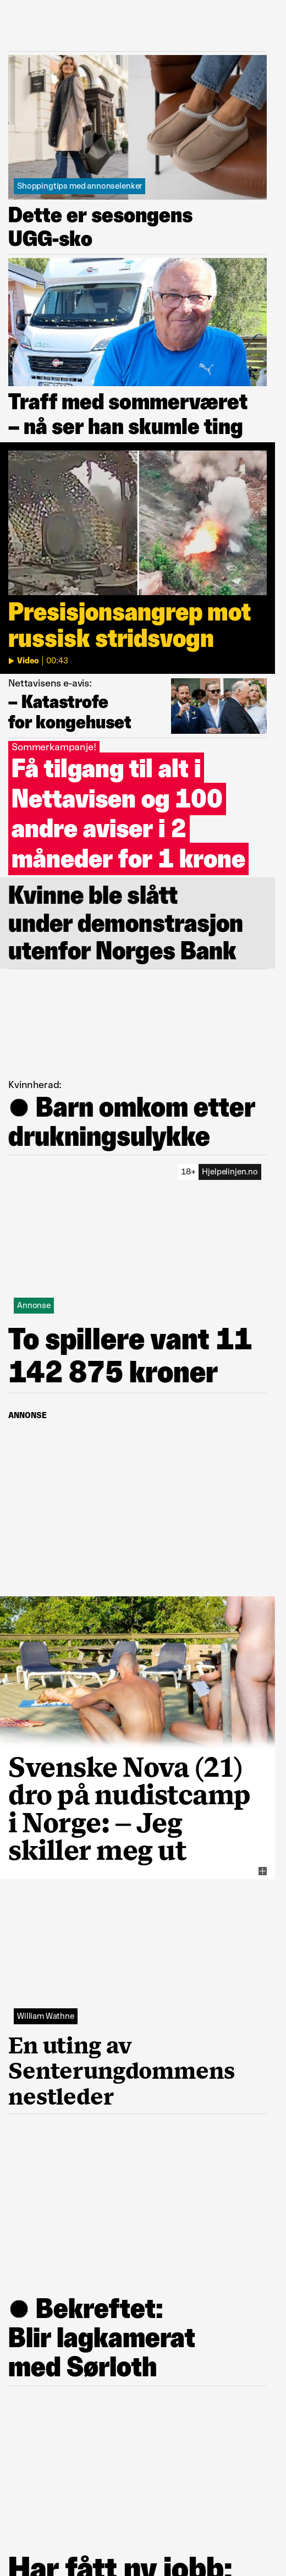 Shoppingtips med annonselenker
Dette er sesongens
UGG-sko
Traff med sommerværet
– nå ser han skumle ting
Presisjonsangrep mot
russisk stridsvogn
Video | 00:43
Nettavisens e-avis:
– Katastrofe
for kongehuset
Sommerkampanje!
Få tilgang til alt i
Nettavisen og 100
andre aviser i 2
måneder for 1 krone
Kvinne ble slått
under demonstrasjon
utenfor Norges Bank
Kvinnherad:
● Barn omkom etter
drukningsulykke
18+ Hjelpelinjen.no
Annonse
To spillere vant 11
142 875 kroner
ANNONSE
Svenske Nova (21)
dro på nudistcamp
i Norge: – Jeg
skiller meg ut
William Wathne
En uting av
Senterungdommens
nestleder
● Bekreftet:
Blir lagkamerat
med Sørloth
Har fått ny jobb: